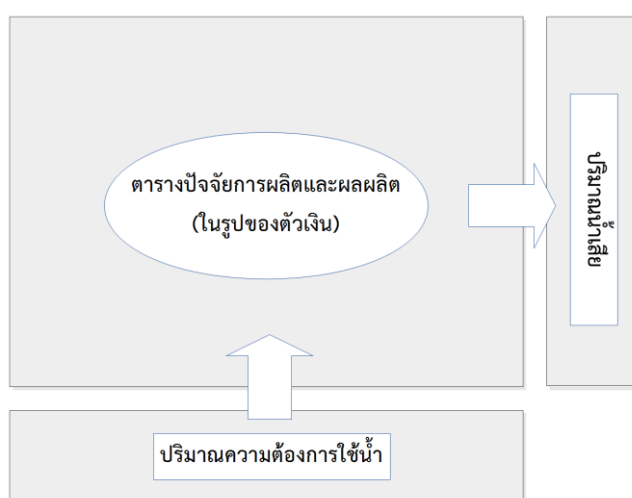 ตารางปัจจัยการผลิตและผลผลิต
(ในรูปของตัวเงิน)
ปริมาณน้ำเสีย
ปริมาณความต้องการใช้น้ำ